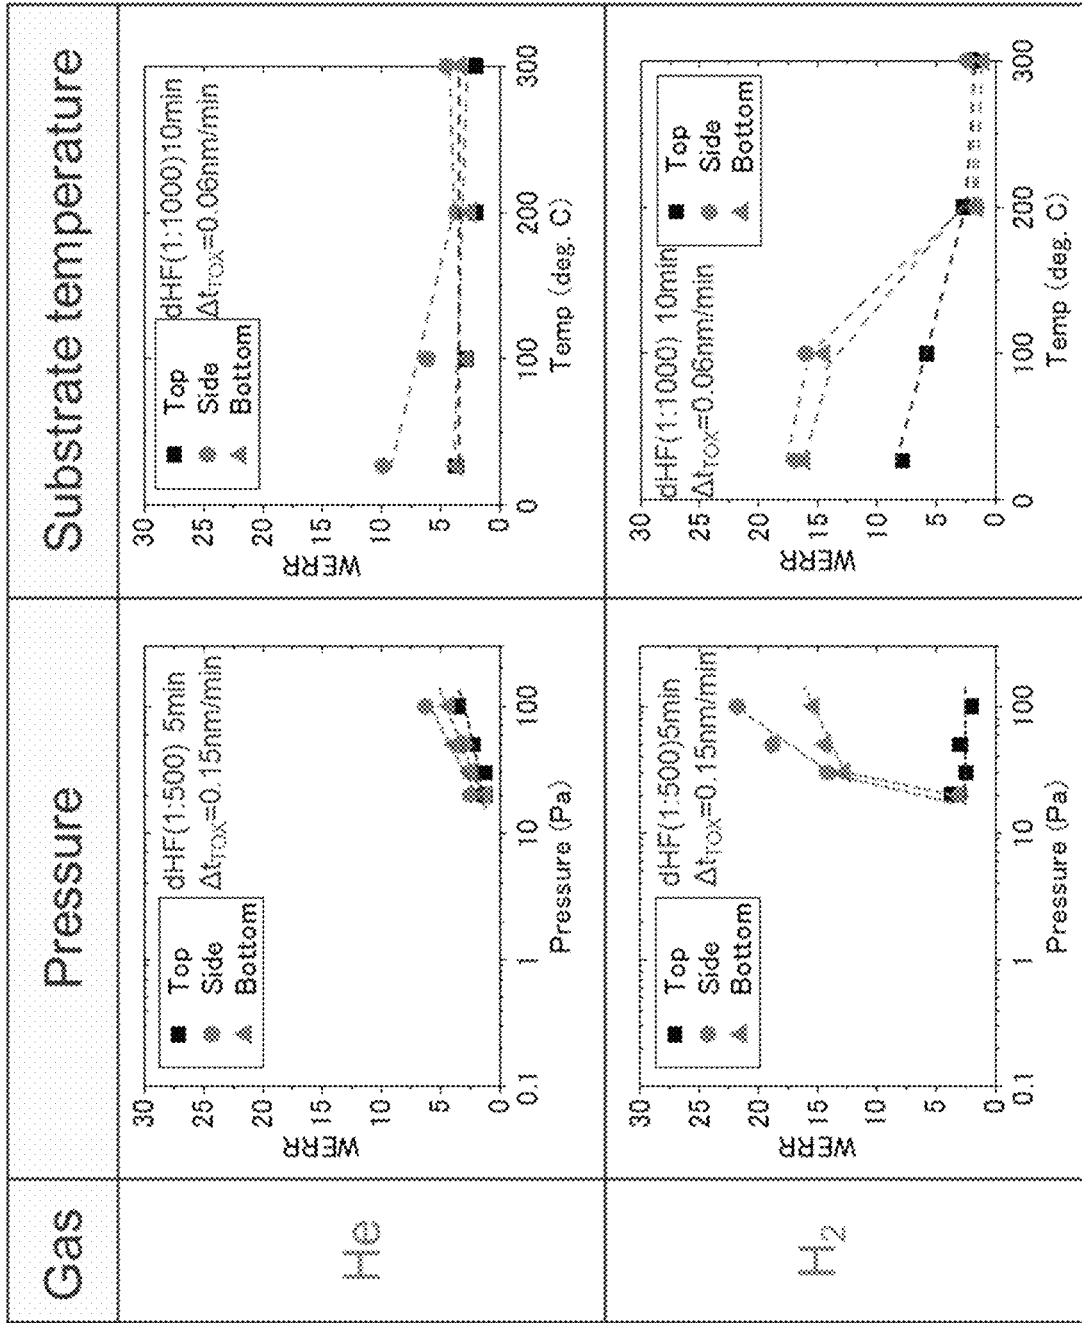 Gas
Pressure
Substrate temperature
He
30
25
20
15
10
5
0
WERR
0.1
1
10
100
Pressure (Pa)
Top
Side
Bottom
dHF(1:500) 5min
ΔtTOX=0.15nm/min
30
25
20
15
10
5
0
WERR
0
100
200
300
Temp (deg. C)
Top
Side
Bottom
dHF(1:1000)10min
ΔtTOX=0.06nm/min
H2
30
25
20
15
10
5
0
WERR
0.1
1
10
100
Pressure (Pa)
Top
Side
Bottom
dHF(1:500)5min
ΔtTOX=0.15nm/min
30
25
20
15
10
5
0
WERR
0
100
200
300
Temp (deg. C)
Top
Side
Bottom
dHF(1:1000) 10min
ΔtTOX=0.06nm/min